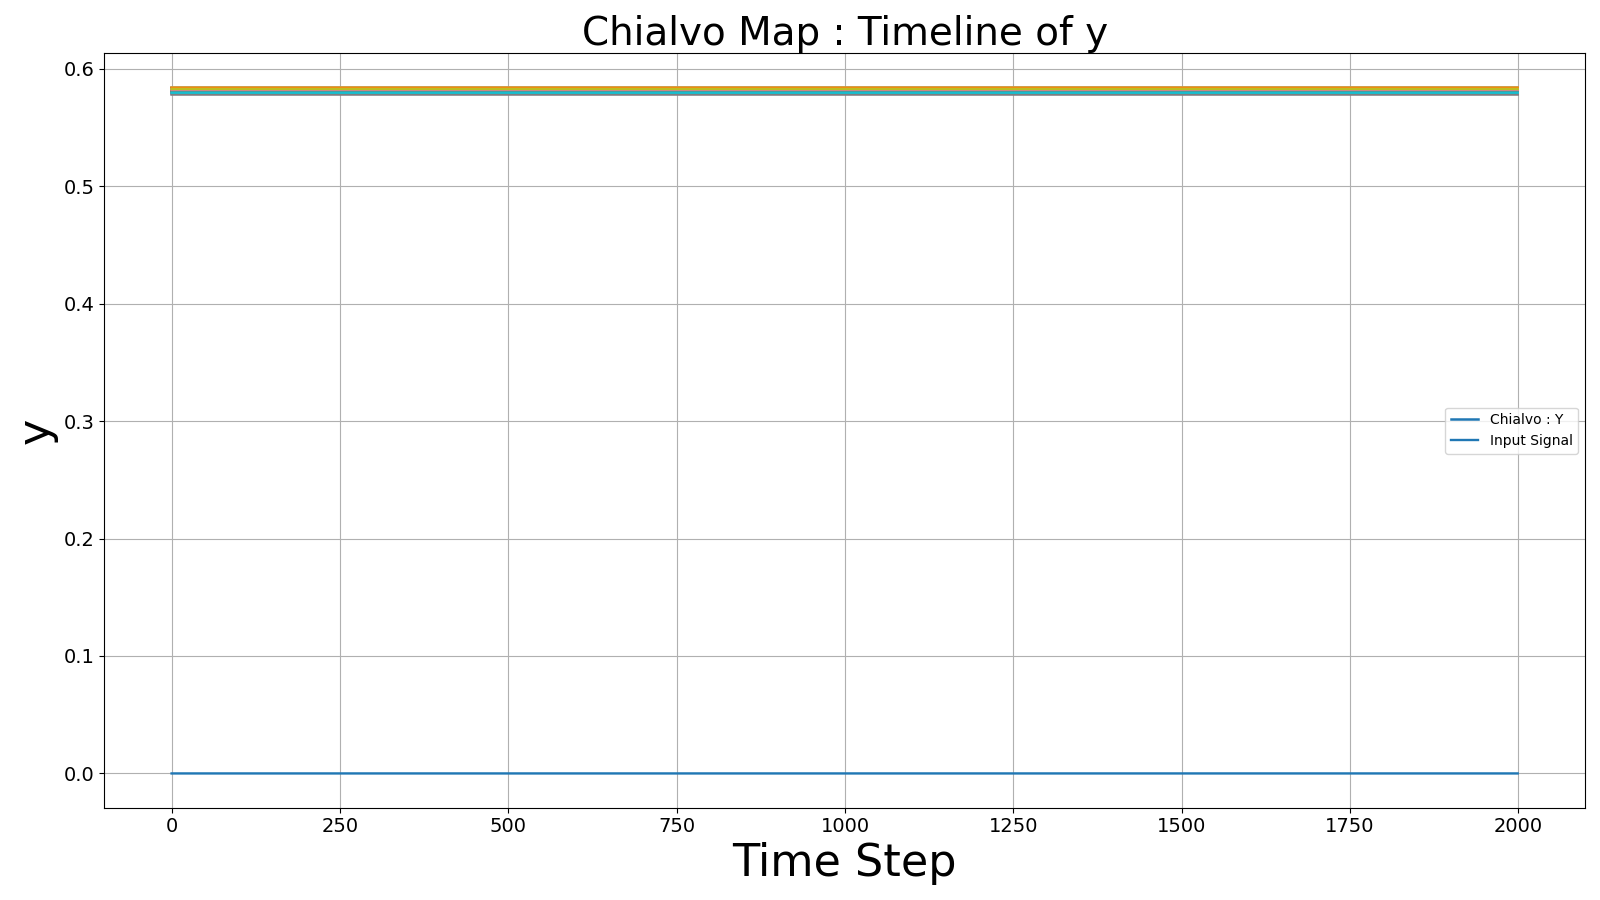 Chialvo Map : Timeline of y
0.6
0.5
0.4
0.3
0.2
0.1
0.0
y
Chialvo : Y
Input Signal
0 250 500 750 1000 1250 1500 1750 2000
Time Step